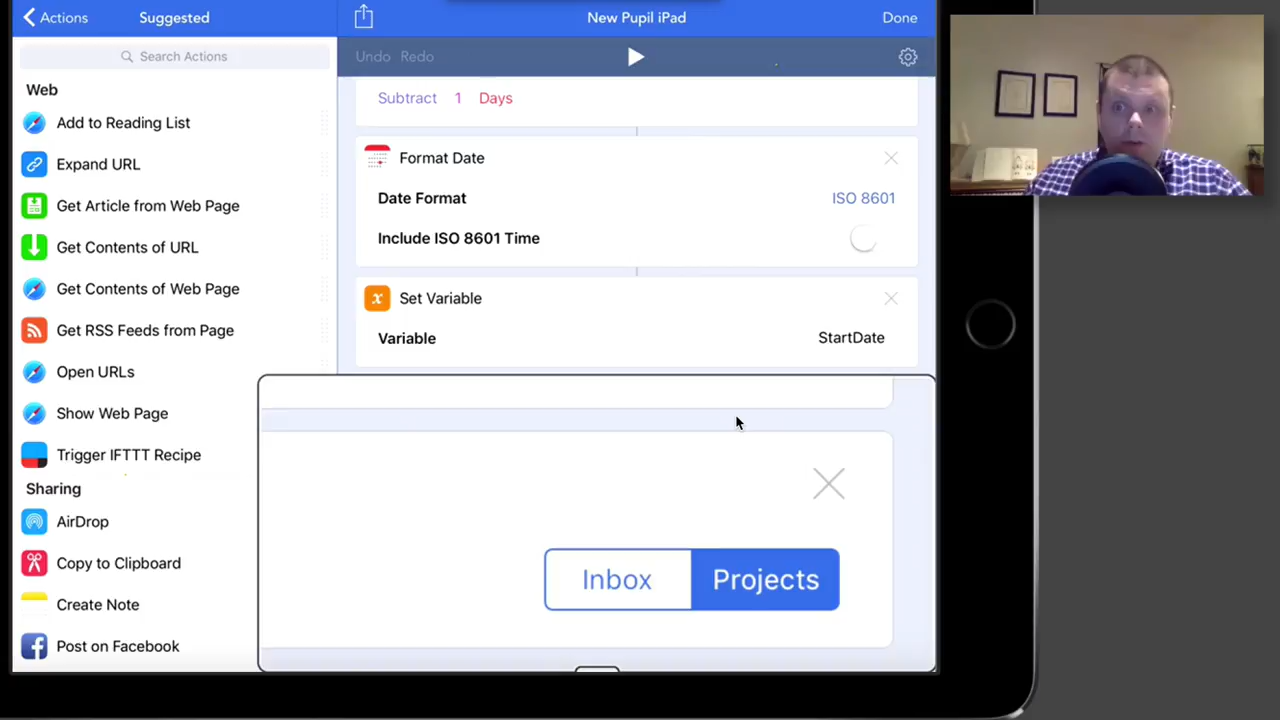 Actions
Suggested
New Pupil iPad
Done
Search Actions
Undo Redo
Web
Add to Reading List
Expand URL
Get Article from Web Page
Get Contents of URL
Get Contents of Web Page
Get RSS Feeds from Page
Open URLs
Show Web Page
Trigger IFTTT Recipe
Sharing
AirDrop
Copy to Clipboard
Create Note
Post on Facebook
Subtract 1 Days
Format Date
Date Format ISO 8601
Include ISO 8601 Time
x Set Variable
Variable StartDate
Inbox Projects